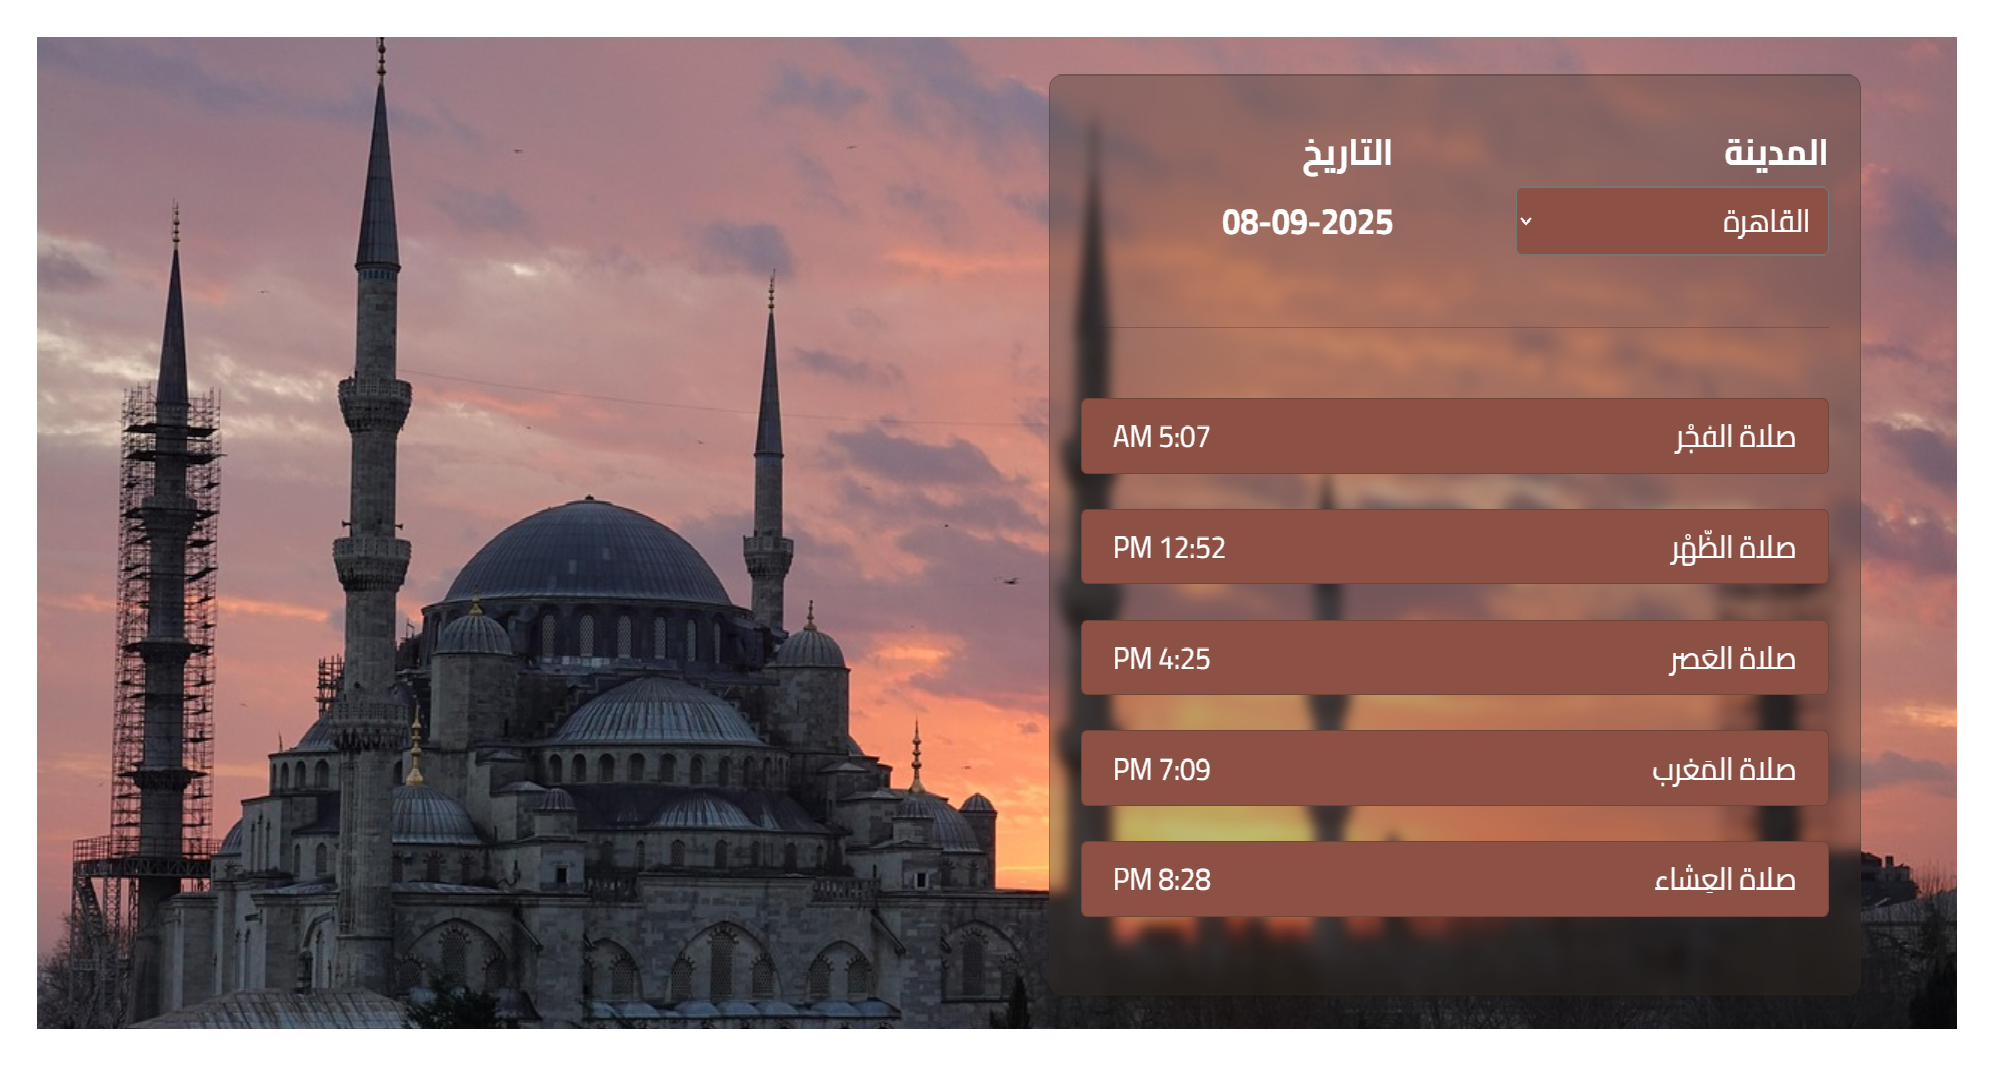 المدينة
القاهرة
التاريخ
08-09-2025
صلاة الفجْر
5:07 AM
صلاة الظّهْر
12:52 PM
صلاة العَصر
4:25 PM
صلاة المَغرب
7:09 PM
صلاة العِشاء
8:28 PM